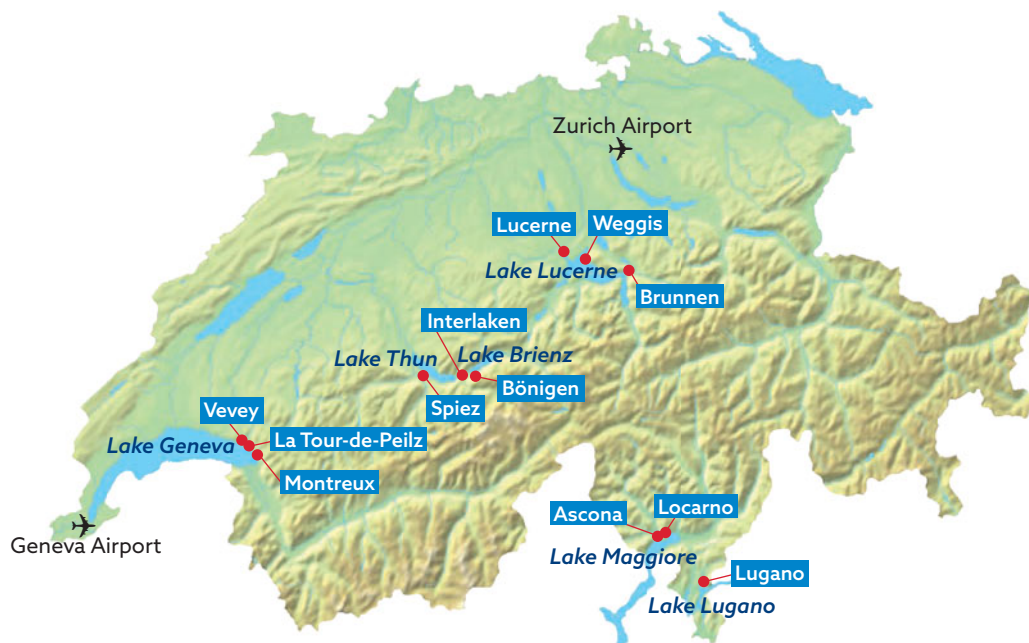 Zurich Airport
Lucerne
Weggis
Lake Lucerne
Brunnen
Interlaken
Lake Thun
Lake Brienz
Bönigen
Spiez
Vevey
La Tour-de-Peilz
Lake Geneva
Montreux
Geneva Airport
Ascona
Locarno
Lake Maggiore
Lugano
Lake Lugano